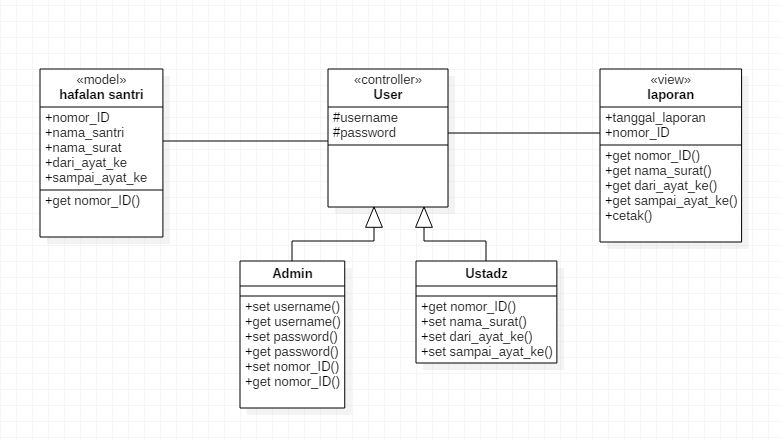 «model»
hafalan santri
+nomor_ID
+nama_santri
+nama_surat
+dari_ayat_ke
+sampai_ayat_ke
+get nomor_ID()
«controller»
User
#username
#password
«view»
laporan
+tanggal_laporan
+nomor_ID
+get nomor_ID()
+get nama_surat()
+get dari_ayat_ke()
+get sampai_ayat_ke()
+cetak()
Admin
+set username()
+get username()
+set password()
+get password()
+set nomor_ID()
+get nomor_ID()
Ustadz
+get nomor_ID()
+set nama_surat()
+set dari_ayat_ke()
+set sampai_ayat_ke()